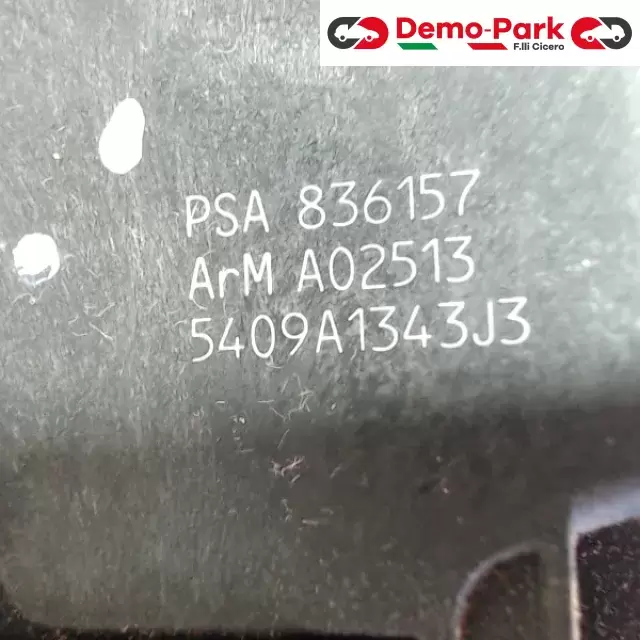 Demo-Park
F.lli Cicero
PSA 836157
ArM A02513
5409A1343J3